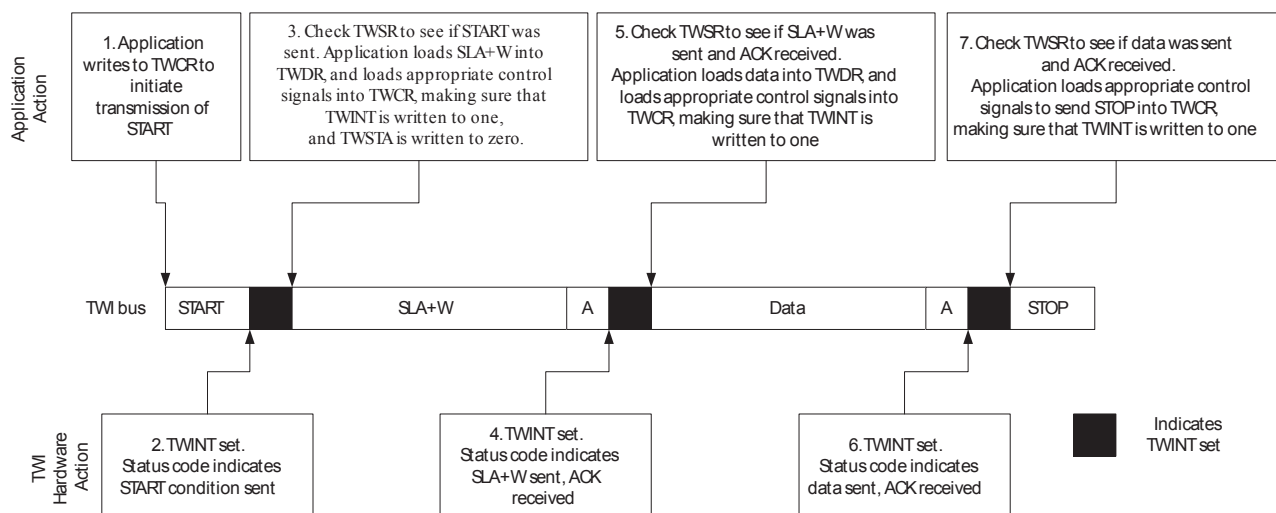 Application
Action
1. Application
writes to TWCR to
initiate
transmission of
START
3. Check TWSR to see if START was
sent. Application loads SLA+W into
TWDR, and loads appropriate control
signals into TWCR, making sure that
TWINT is written to one,
and TWSTA is written to zero.
5. Check TWSR to see if SLA+W was
sent and ACK received.
Application loads data into TWDR, and
loads appropriate control signals into
TWCR, making sure that TWINT is
written to one
7. Check TWSR to see if data was sent
and ACK received.
Application loads appropriate control
signals to send STOP into TWCR,
making sure that TWINT is written to one
TWI bus
START
SLA+W
A
Data
A
STOP
TWI
Hardware
Action
2. TWINT set.
Status code indicates
START condition sent
4. TWINT set.
Status code indicates
SLA+W sent, ACK
received
6. TWINT set.
Status code indicates
data sent, ACK received
Indicates
TWINT set